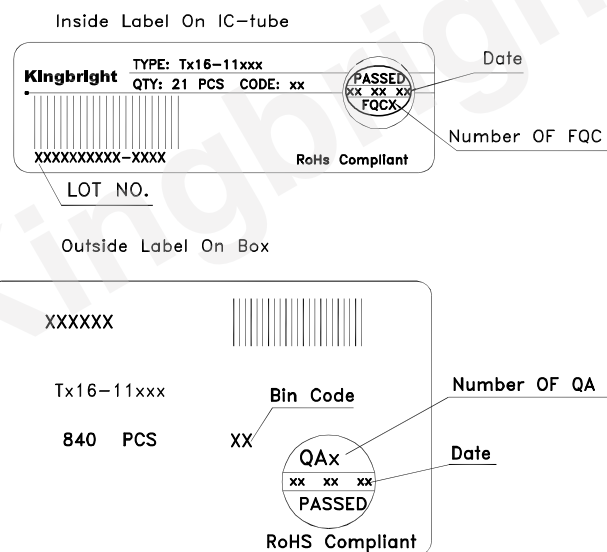 Inside Label On IC-tube
Kingbright
TYPE: Tx16-11xxx
QTY: 21 PCS CODE: xx
PASSED
xx xx xx
FQCX
Date
Number OF FQC
XXXXXXXXXX-XXXX
RoHs Compliant
LOT NO.
Outside Label On Box
XXXXXX
Tx16-11xxx
Bin Code
Number OF QA
840 PCS
XX
QAx
xx xx xx
PASSED
Date
RoHS Compliant
Kingbright